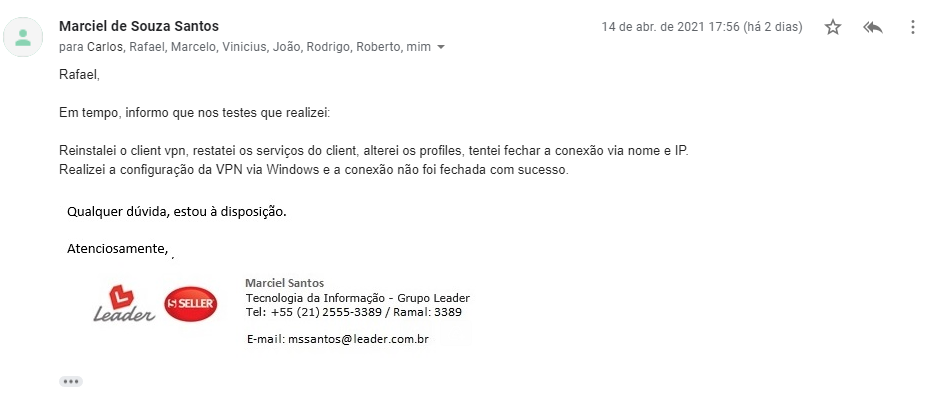 Marciel de Souza Santos
14 de abr. de 2021 17:56 (há 2 dias)
para Carlos, Rafael, Marcelo, Vinicius, João, Rodrigo, Roberto, mim
Rafael,
Em tempo, informo que nos testes que realizei:
Reinstalei o client vpn, restatei os serviços do client, alterei os profiles, tentei fechar a conexão via nome e IP.
Realizei a configuração da VPN via Windows e a conexão não foi fechada com sucesso.
Qualquer dúvida, estou à disposição.
Atenciosamente, ,
Leader
SELLER
Marciel Santos
Tecnologia da Informação - Grupo Leader
Tel: +55 (21) 2555-3389 / Ramal: 3389
E-mail: mssantos@leader.com.br